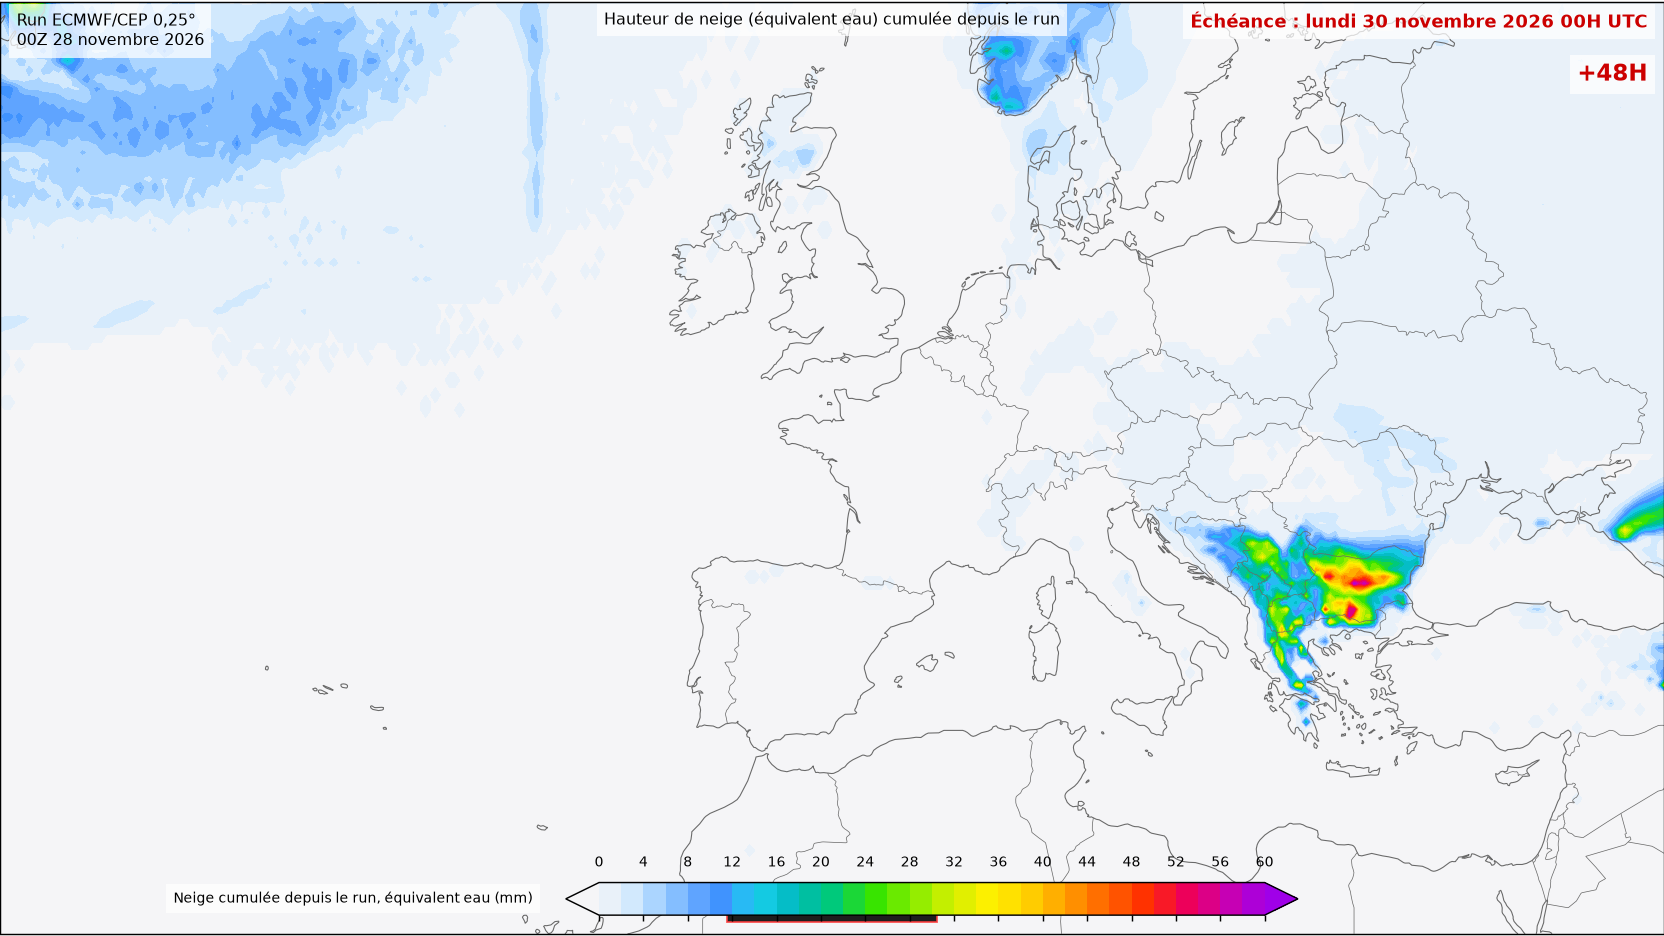 Run ECMWF/CEP 0,25°
00Z 28 novembre 2026
Hauteur de neige (équivalent eau) cumulée depuis le run
Échéance : lundi 30 novembre 2026 00H UTC
+48H
0 4 8 12 16 20 24 28 32 36 40 44 48 52 56 60
Neige cumulée depuis le run, équivalent eau (mm)